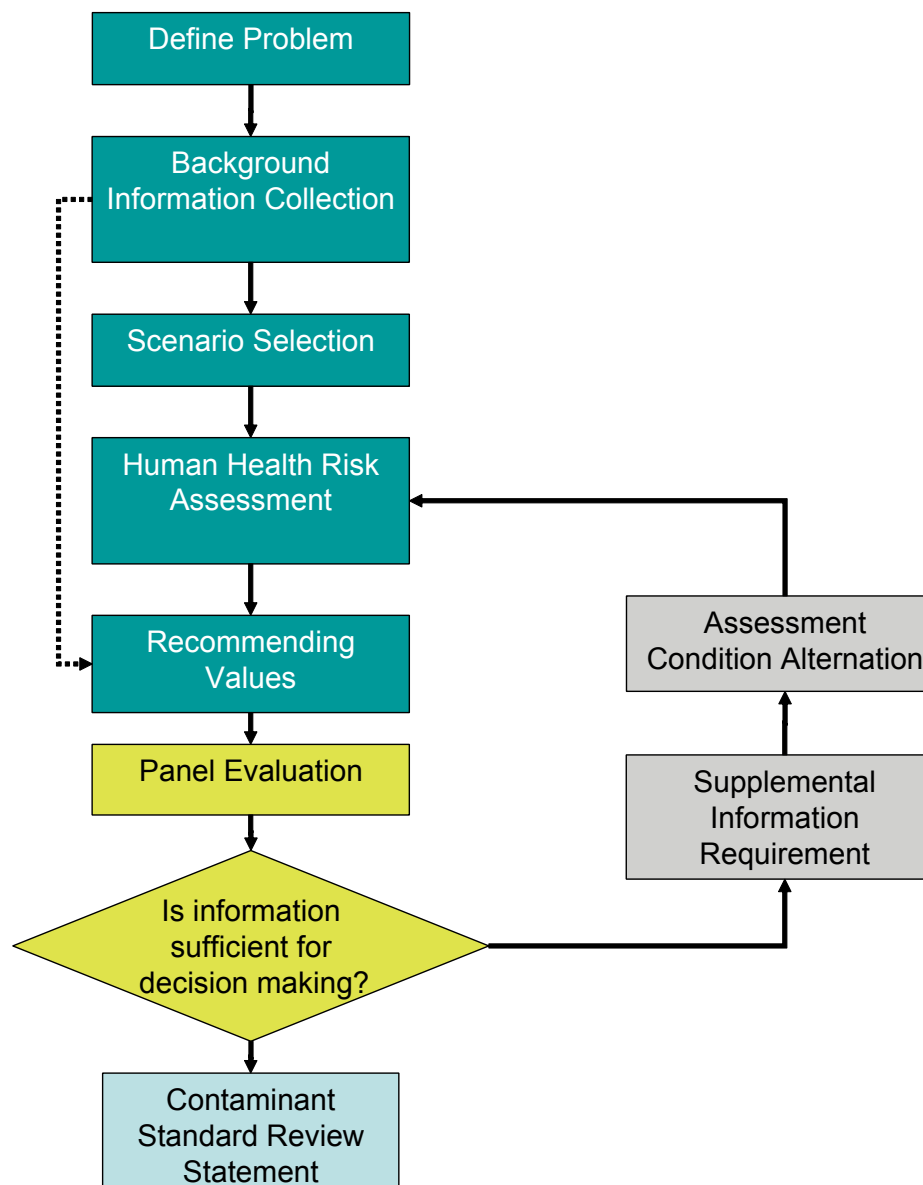 Define Problem
Background
Information Collection
Scenario Selection
Human Health Risk
Assessment
Recommending
Values
Assessment
Condition Alternation
Panel Evaluation
Supplemental
Information
Requirement
Is information
sufficient for
decision making?
Contaminant
Standard Review
Statement